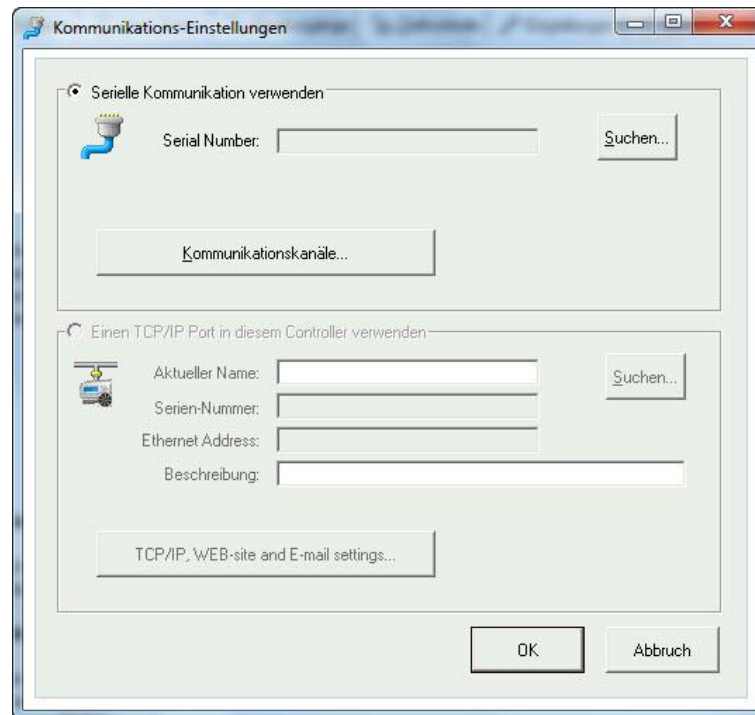 Kommunikations-Einstellungen
Serielle Kommunikation verwenden
Serial Number:
Suchen...
Kommunikationskanäle...
Einen TCP/IP Port in diesem Controller verwenden
Aktueller Name:
Suchen...
Serien-Nummer:
Ethernet Address:
Beschreibung:
TCP/IP, WEB-site and E-mail settings...
OK
Abbruch